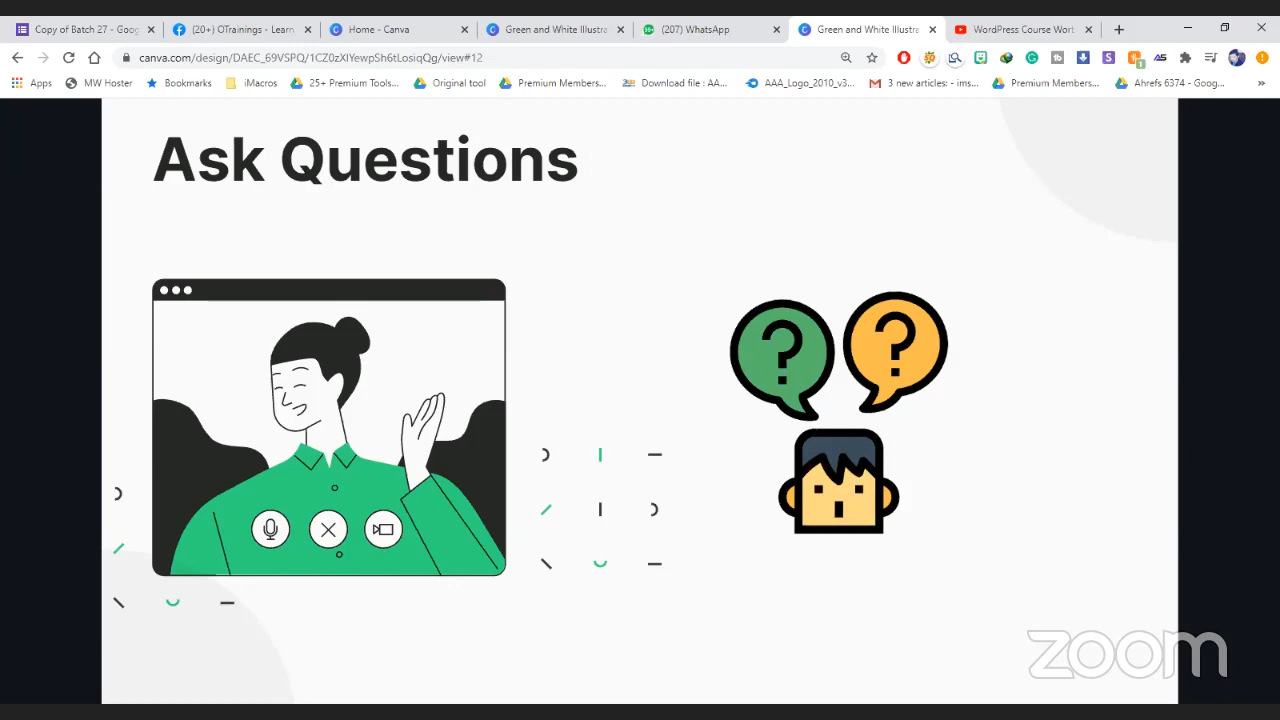 Copy of Batch 27 - Goog
(20+) OTrainings - Learn
Home - Canva
Green and White Illustra
(207) WhatsApp
Green and White Illustra
WordPress Course Wort
canva.com/design/DAEC_69VSPQ/1CZ0zXIYwpSh6tLosjqOg/view#12
Apps
MW Hoster
Bookmarks
iMacros
25+ Premium Tools...
Original tool
Premium Members...
Download file : AA...
AAA_Logo_2010_v3...
3 new articles: - ims...
Premium Members...
Ahrefs 6374 - Goog...
Ask Questions
? ?
zoom